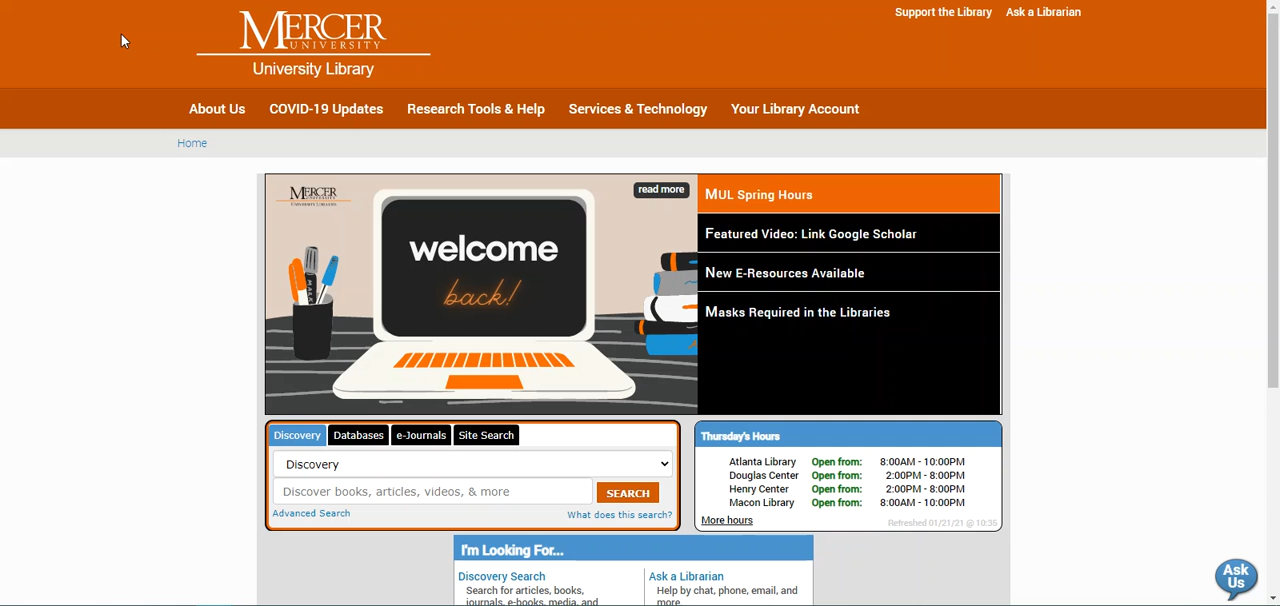 Support the Library Ask a Librarian
MERCER
UNIVERSITY
University Library
About Us COVID-19 Updates Research Tools & Help Services & Technology Your Library Account
Home
MERCER
UNIVERSITY LIBRARIES
read more
welcome
back!
MUL Spring Hours
Featured Video: Link Google Scholar
New E-Resources Available
Masks Required in the Libraries
Discovery Databases e-Journals Site Search
Discovery
Discover books, articles, videos, & more SEARCH
Advanced Search What does this search?
Thursday's Hours
Atlanta Library Open from: 8:00AM - 10:00PM
Douglas Center Open from: 2:00PM - 8:00PM
Henry Center Open from: 2:00PM - 8:00PM
Macon Library Open from: 8:00AM - 10:00PM
More hours Refreshed 01/21/21 @ 10:36
I'm Looking For...
Discovery Search
Search for articles, books,
journals, e-books, media, and
Ask a Librarian
Help by chat, phone, email, and
more.
Ask
Us